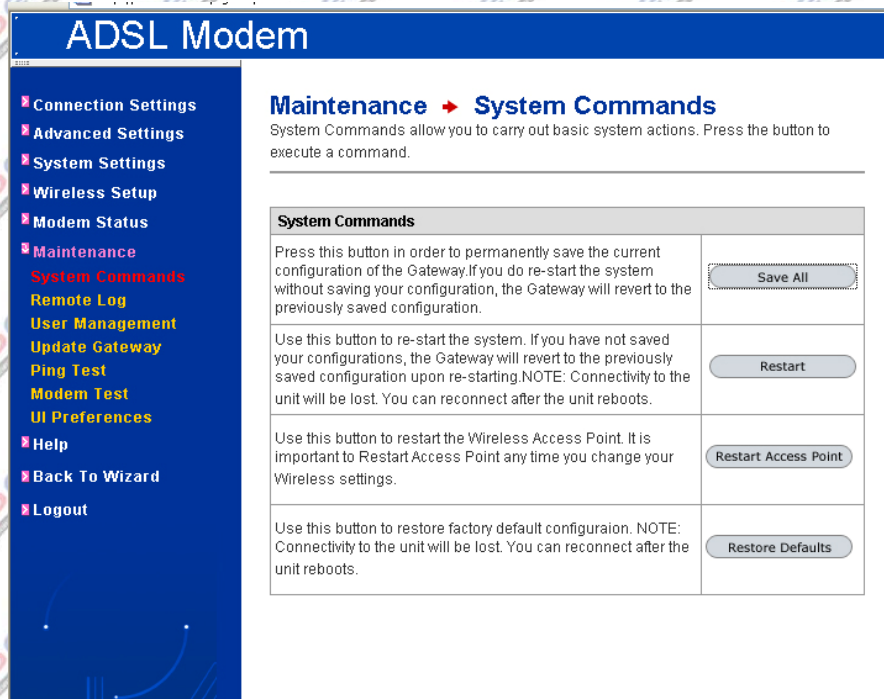 ADSL Modem
Connection Settings
Advanced Settings
System Settings
Wireless Setup
Modem Status
Maintenance
System Commands
Remote Log
User Management
Update Gateway
Ping Test
Modem Test
UI Preferences
Help
Back To Wizard
Logout
Maintenance System Commands
System Commands allow you to carry out basic system actions. Press the button to
execute a command.
System Commands
Press this button in order to permanently save the current
configuration of the Gateway.If you do re-start the system
without saving your configuration, the Gateway will revert to the
previously saved configuration.
Save All
Use this button to re-start the system. If you have not saved
your configurations, the Gateway will revert to the previously
saved configuration upon re-starting.NOTE: Connectivity to the
unit will be lost. You can reconnect after the unit reboots.
Restart
Use this button to restart the Wireless Access Point. It is
important to Restart Access Point any time you change your
Wireless settings.
Restart Access Point
Use this button to restore factory default configuraion. NOTE:
Connectivity to the unit will be lost. You can reconnect after the
unit reboots.
Restore Defaults